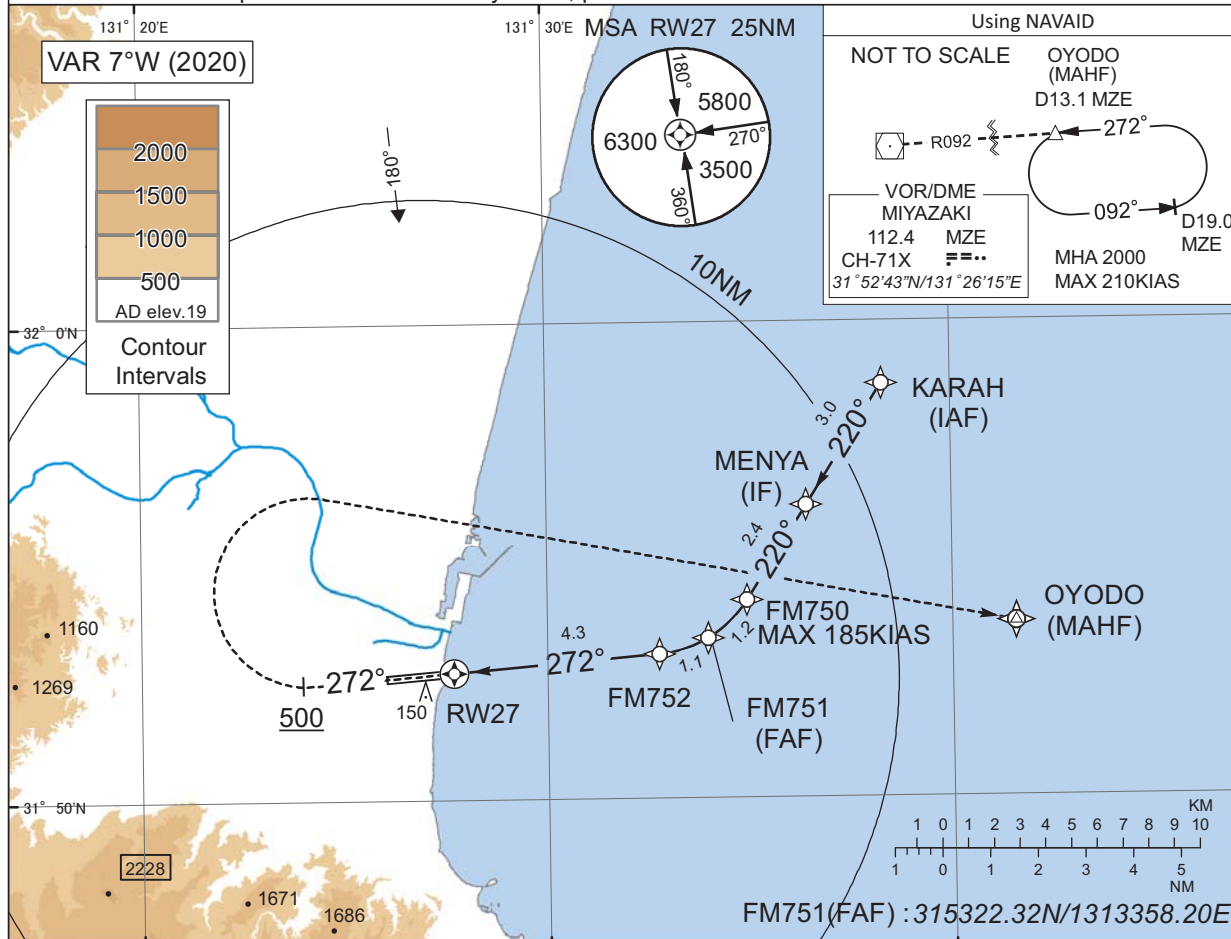 131° 20'E
131° 30'E
MSA RW27 25NM
VAR 7°W (2020)
2000
1500
1000
500
AD elev.19
Contour
Intervals
180°
5800
6300
270°
3500
360°
Using NAVAID
NOT TO SCALE
OYODO
(MAHF)
D13.1 MZE
272°
R092
092°
D19.0
MZE
VOR/DME
MIYAZAKI
112.4 MZE
CH-71X
31°52'43"N/131°26'15"E
MHA 2000
MAX 210KIAS
180°
10NM
32° 0'N
KARAH
(IAF)
3.0
220°
MENYA
(IF)
2.4
220°
FM750
MAX 185KIAS
OYODO
(MAHF)
1.2
1.1
4.3
272°
FM752
FM751
(FAF)
272°
500
150
RW27
1160
1269
31° 50'N
2228
1671
1686
KM
1 0 1 2 3 4 5 6 7 8 9 10
1 0 1 2 3 4 5
NM
FM751(FAF) : 315322.32N/1313358.20E